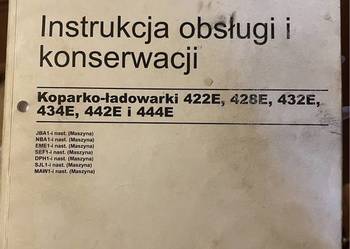 Instrukcja obsługi i
konserwacji
Koparko-ładowarki 422E, 428E, 432E,
434E, 442E i 444E
JBA1-i nast. (Maszyna)
NBA1-i nast. (Maszyna)
EME1-i nast. (Maszyna)
SEF1-i nast. (Maszyna)
DPH1-i nast. (Maszyna)
SJL1-i nast. (Maszyna)
MAW1-i nast. (Maszyna)